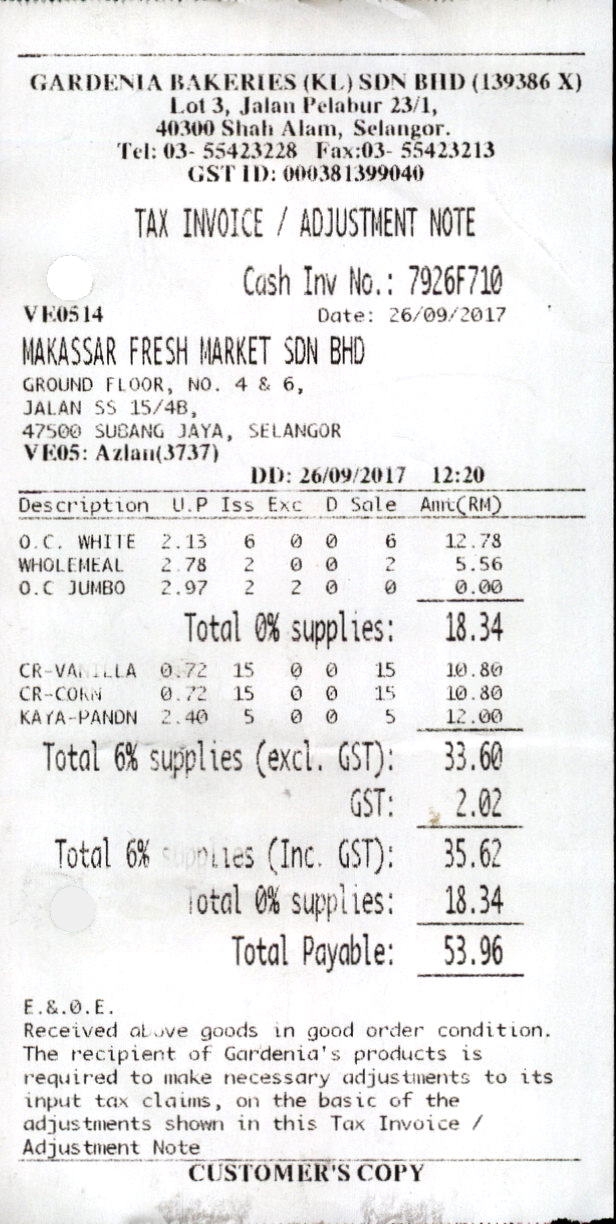 GARDENIA BAKERIES (KL) SDN BHD (139386 X)
Lot 3, Jalan Pelabur 23/1,
40300 Shah Alam, Selangor.
Tel: 03- 55423228 Fax:03- 55423213
GST ID: 000381399040
TAX INVOICE / ADJUSTMENT NOTE
Cash Inv No.: 7926F710
VE0514 Date: 26/09/2017
MAKASSAR FRESH MARKET SDN BHD
GROUND FLOOR, NO. 4 & 6,
JALAN SS 15/4B,
47500 SUBANG JAYA, SELANGOR
VE05: Azlan(3737)
DD: 26/09/2017 12:20
Description U.P Iss Exc D Sale Amt(RM)
O.C. WHITE 2.13 6 0 0 6 12.78
WHOLEMEAL 2.78 2 0 0 2 5.56
O.C JUMBO 2.97 2 2 0 0 0.00
Total 0% supplies: 18.34
CR-VANILLA 0.72 15 0 0 15 10.80
CR-CORN 0.72 15 0 0 15 10.80
KAYA-PANDN 2.40 5 0 0 5 12.00
Total 6% supplies (excl. GST): 33.60
GST: 2.02
Total 6% supplies (Inc. GST): 35.62
Total 0% supplies: 18.34
Total Payable: 53.96
E.&.O.E.
Received above goods in good order condition.
The recipient of Gardenia's products is
required to make necessary adjustments to its
input tax claims, on the basic of the
adjustments shown in this Tax Invoice /
Adjustment Note
CUSTOMER'S COPY